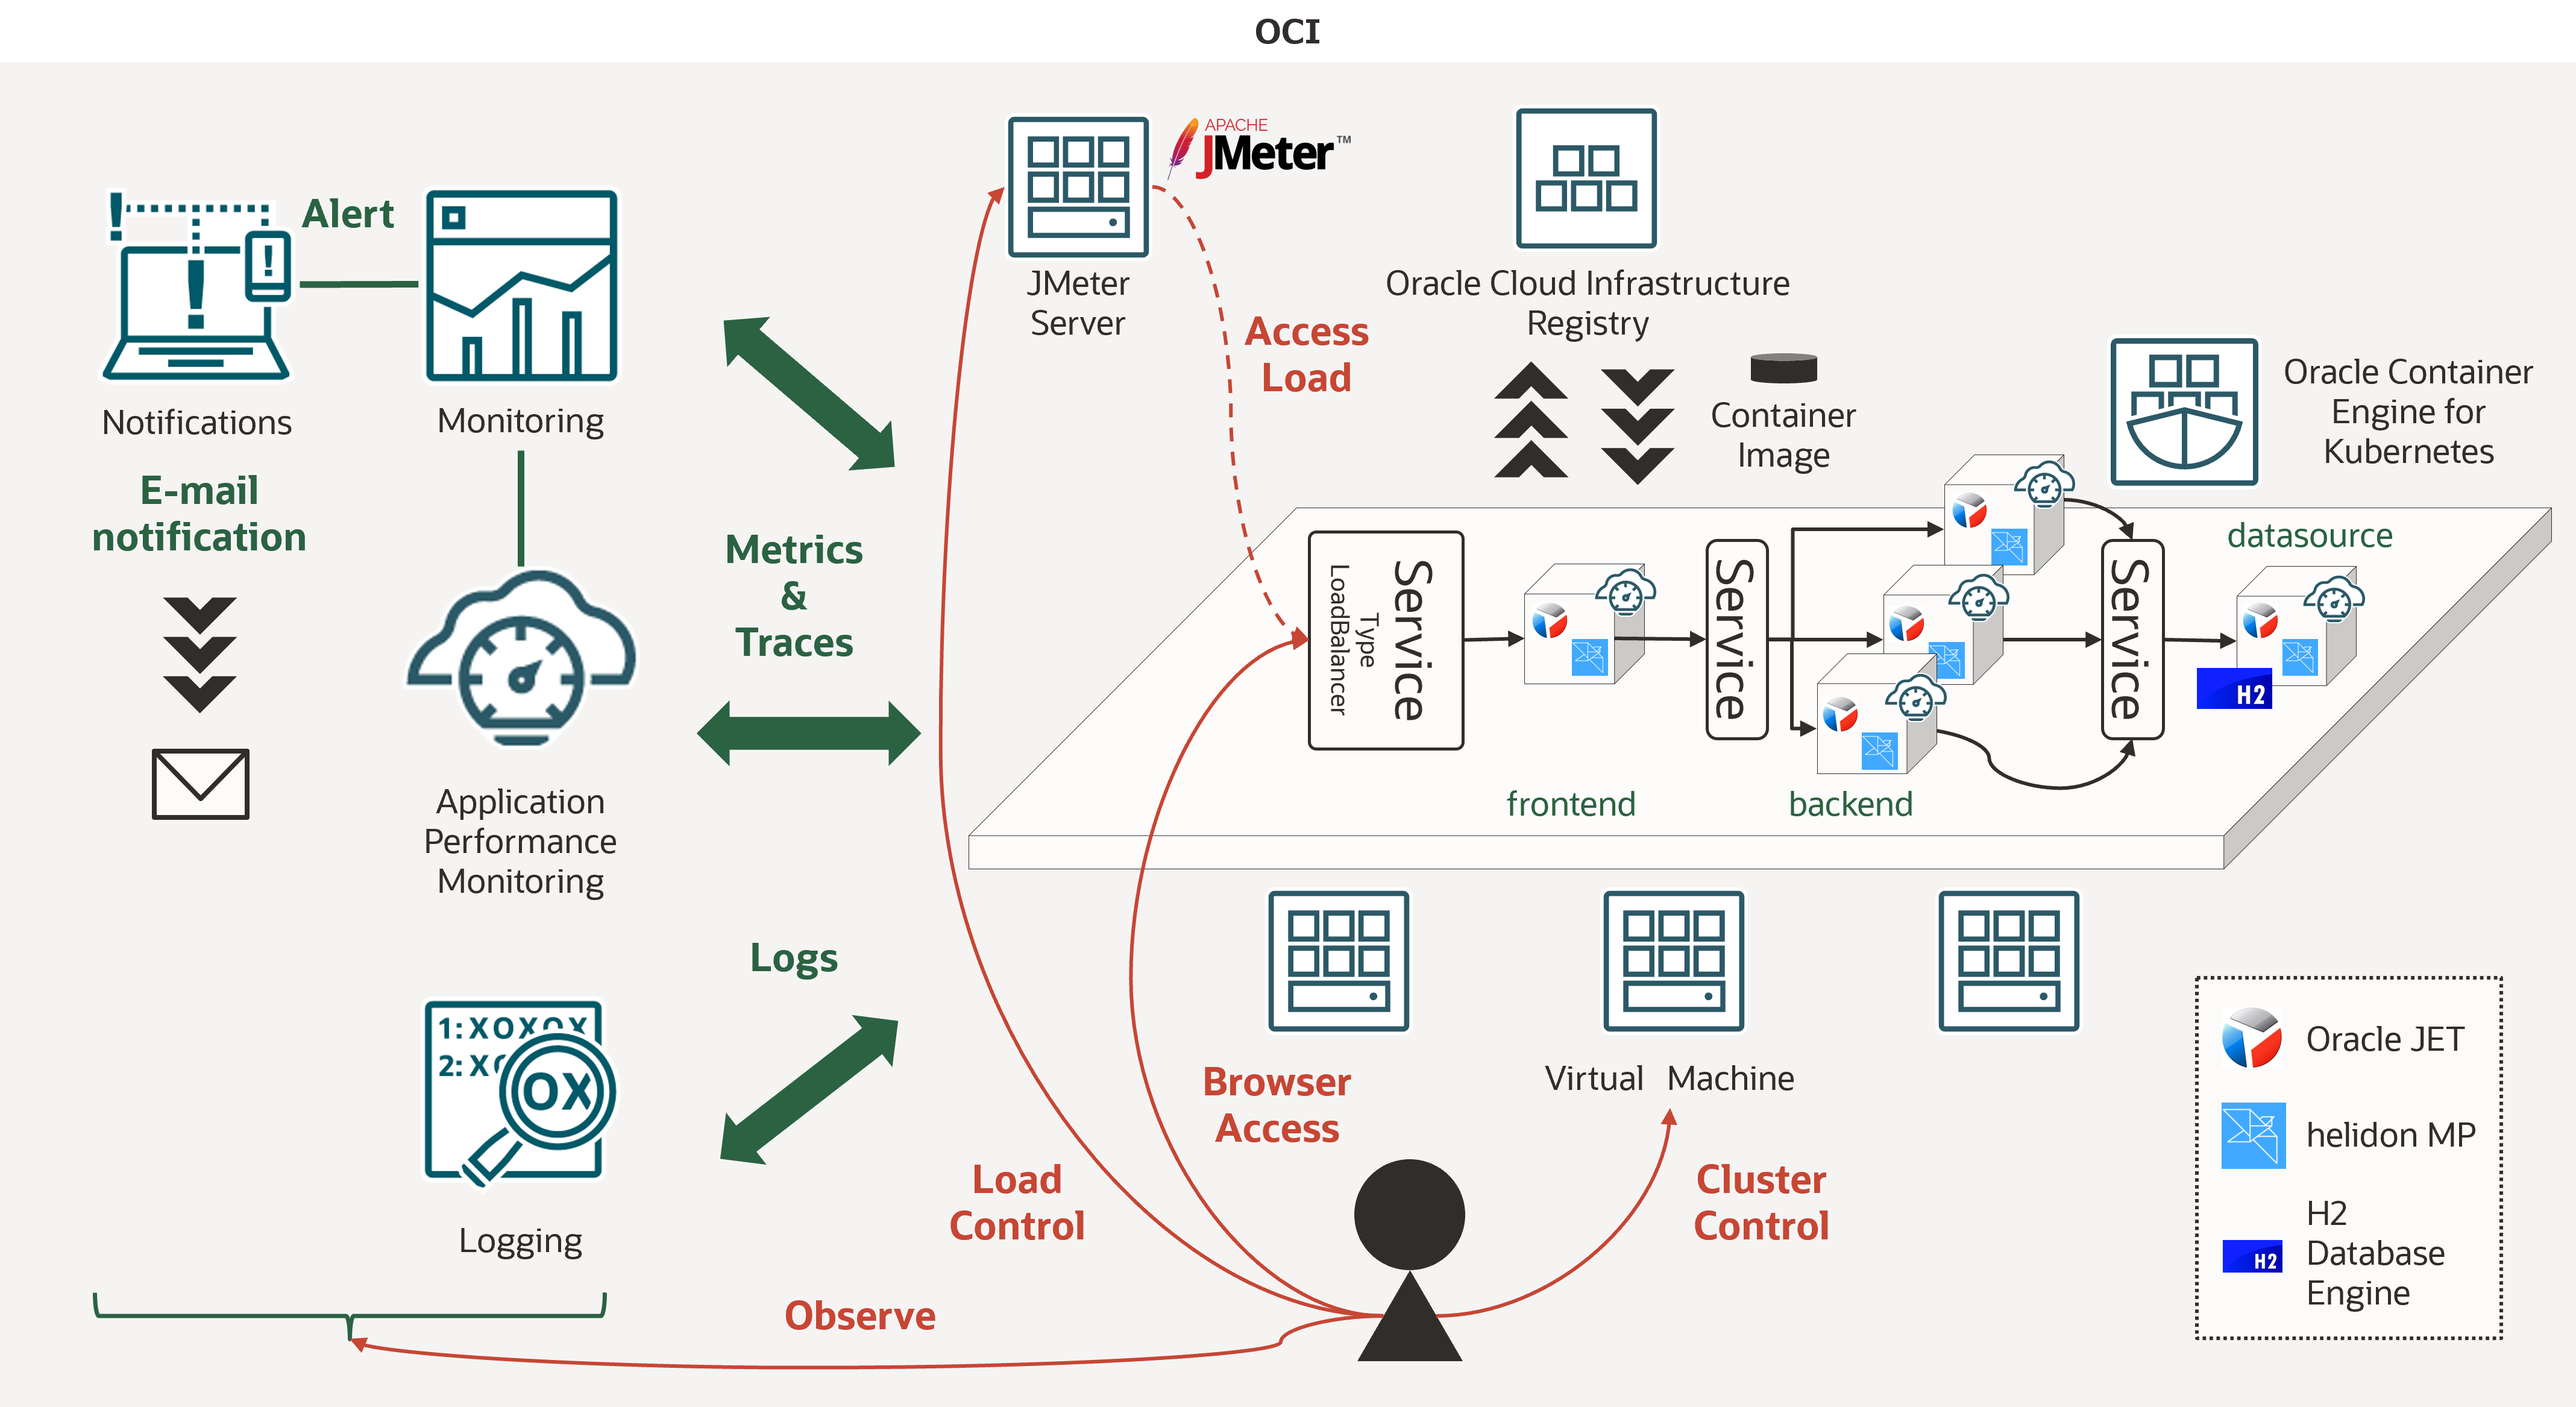 OCI
Alert
Notifications
Monitoring
E-mail
notification
Application
Performance
Monitoring
1: XOXOX
2: XO
OX
Logging
Metrics
&
Traces
Logs
Observe
APACHE
JMeter™
JMeter
Server
Access
Load
Oracle Cloud Infrastructure
Registry
Container
Image
Oracle Container
Engine for
Kubernetes
Service
Type
LoadBalancer
Service
Service
datasource
H2
frontend
backend
Browser
Access
Load
Control
Virtual Machine
Cluster
Control
Oracle JET
helidon MP
H2
H2
Database
Engine